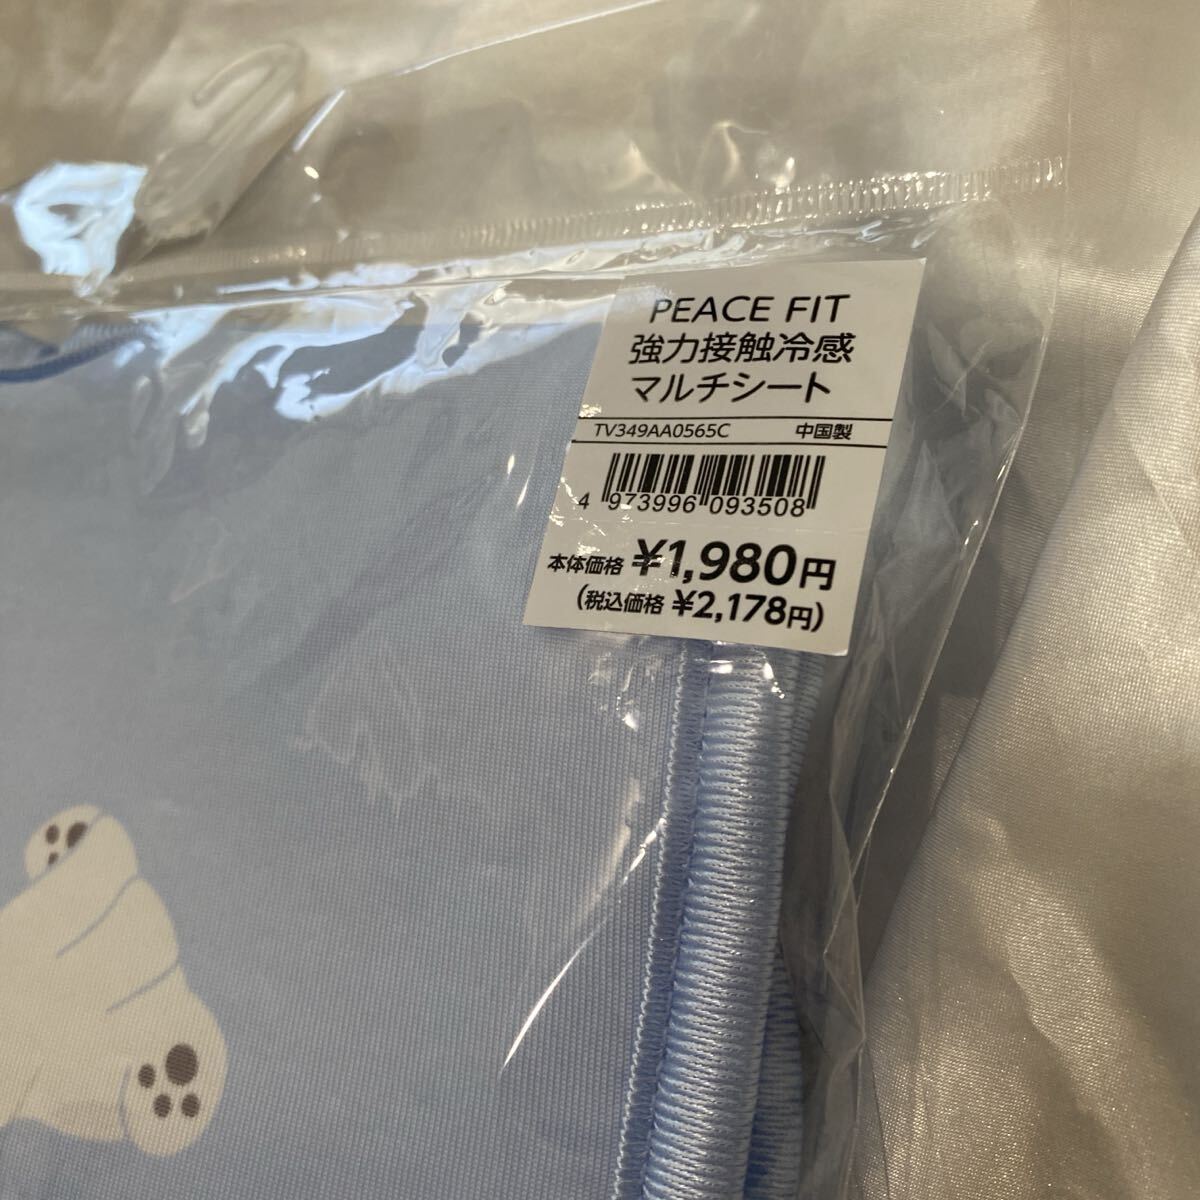 PEACE FIT
強力接触冷感
マルチシート
TV349AA0565C 中国製
4 973996 093508
本体価格 ¥1,980円
(税込価格 ¥2,178円)